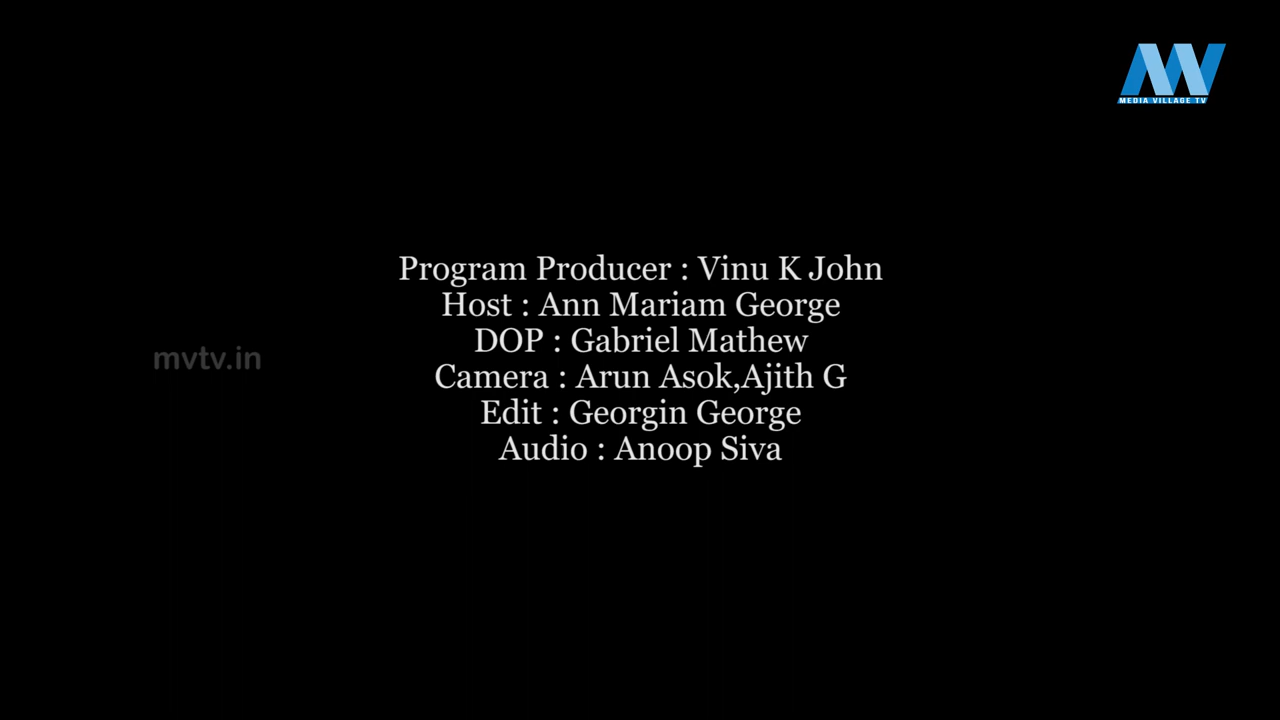 MEDIA VILLAGE TV
Program Producer : Vinu K John
Host : Ann Mariam George
DOP : Gabriel Mathew
mvtv.in
Camera : Arun Asok,Ajith G
Edit : Georgin George
Audio : Anoop Siva